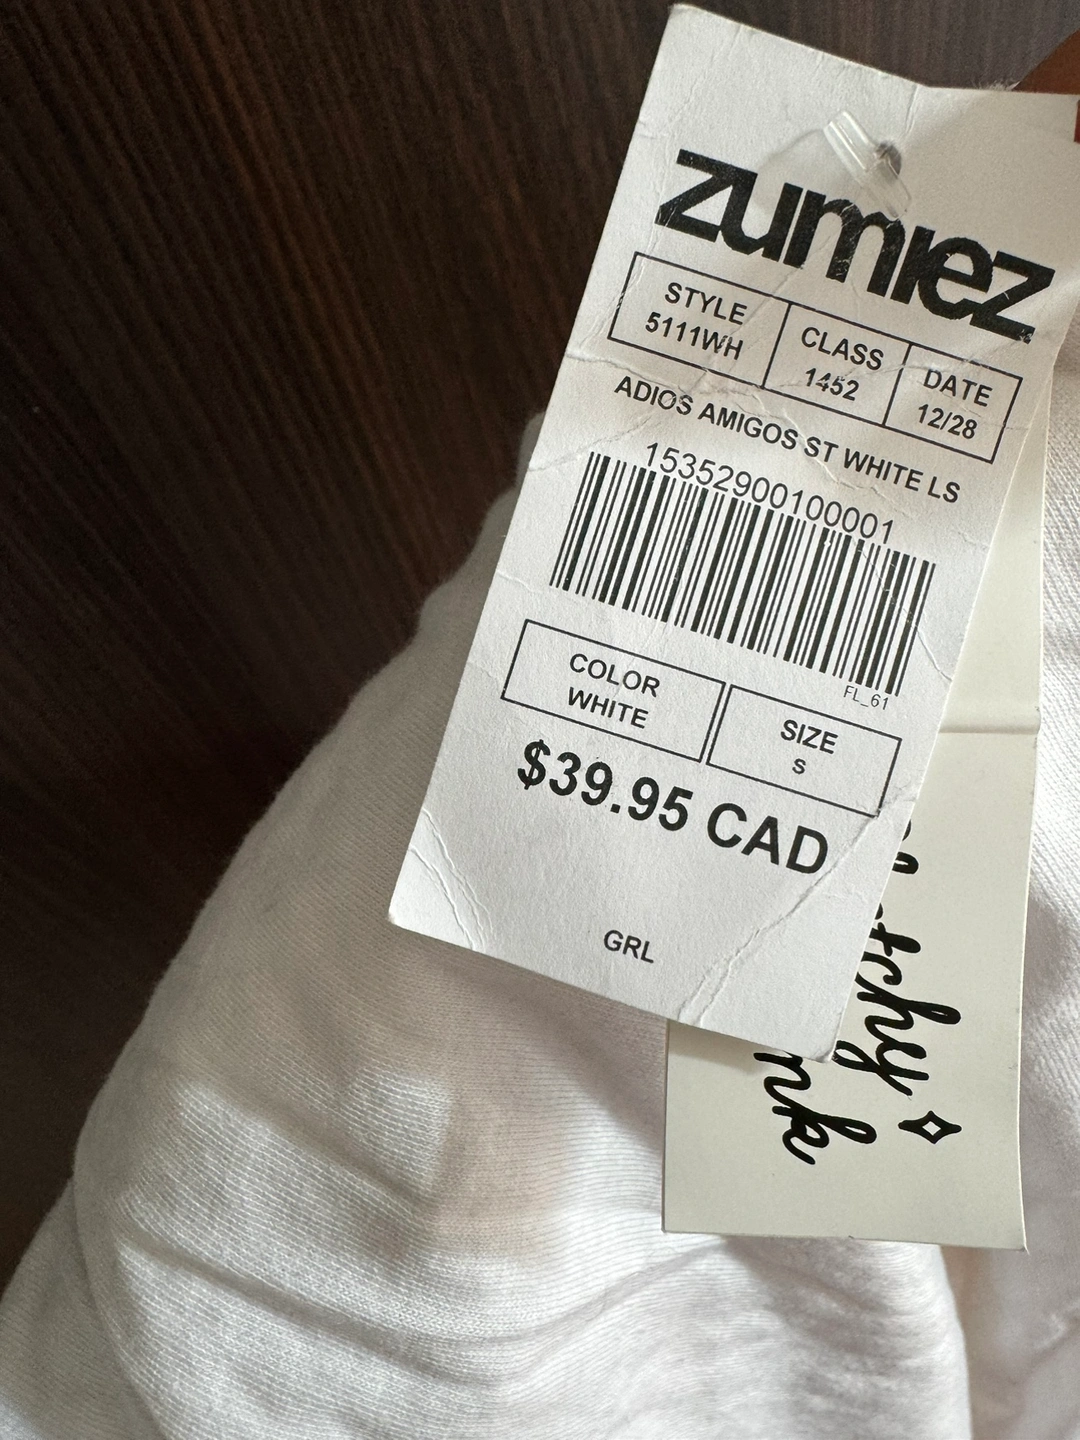 zumiez
STYLE
5111WH
CLASS
1452
DATE
12/28
ADIOS AMIGOS ST WHITE LS
15352900100001
FL_61
COLOR
WHITE
SIZE
S
$39.95 CAD
GRL